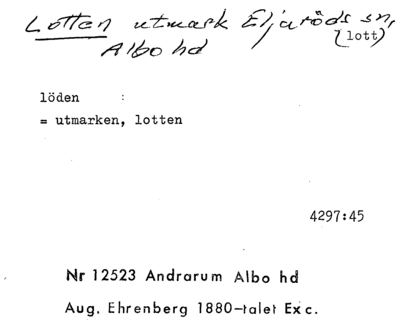 Lotten utmark Eljaröds sn,
(lott)
Albo hd
löden :
= utmarken, lotten
4297:45
Nr 12523 Andrarum Albo hd
Aug. Ehrenberg 1880-talet Exc.